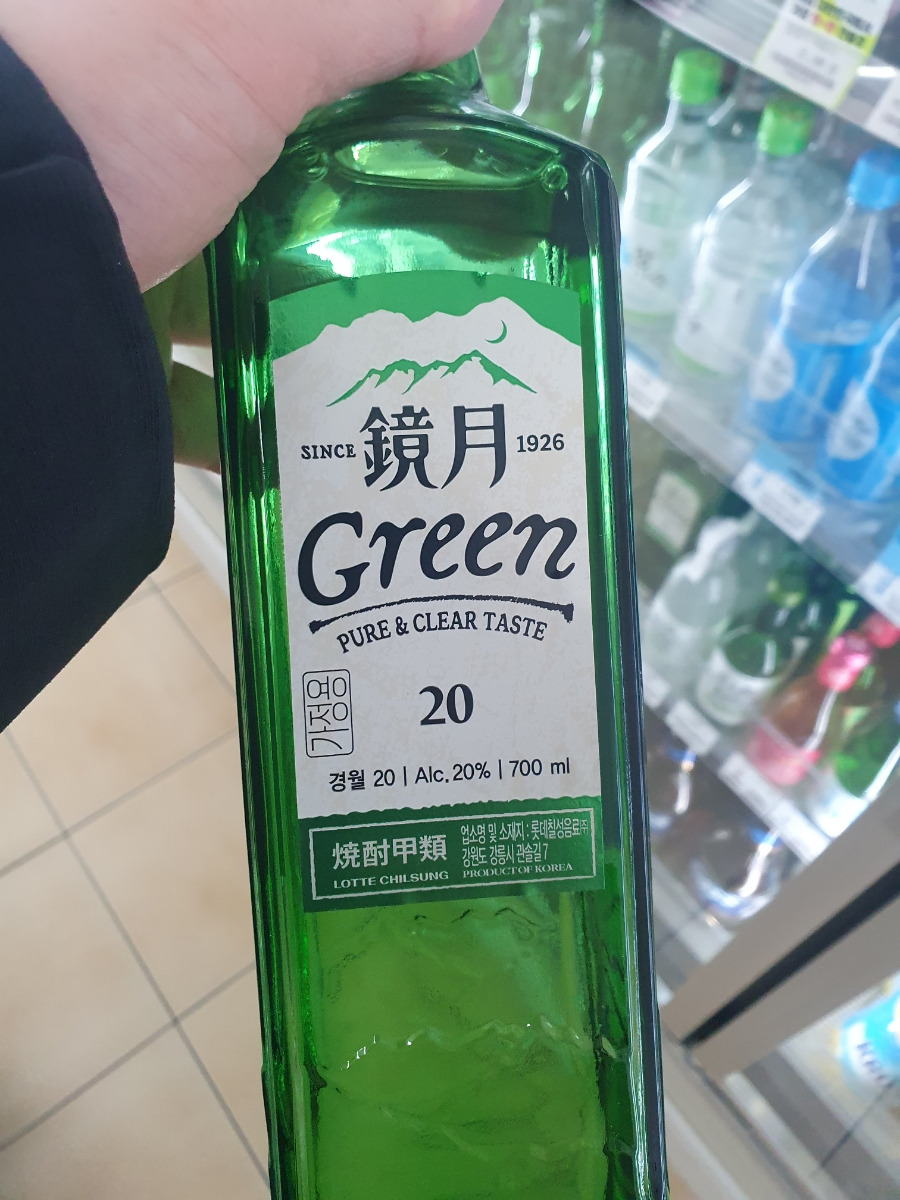 SINCE 鏡月 1926
Green
PURE & CLEAR TASTE
가정용
20
경월 20 | Alc. 20% | 700 ml
焼酎甲類
LOTTE CHILSUNG
업소명 및 소재지 : 롯데칠성음료㈜
강원도 강릉시 관솔길7
PRODUCT OF KOREA